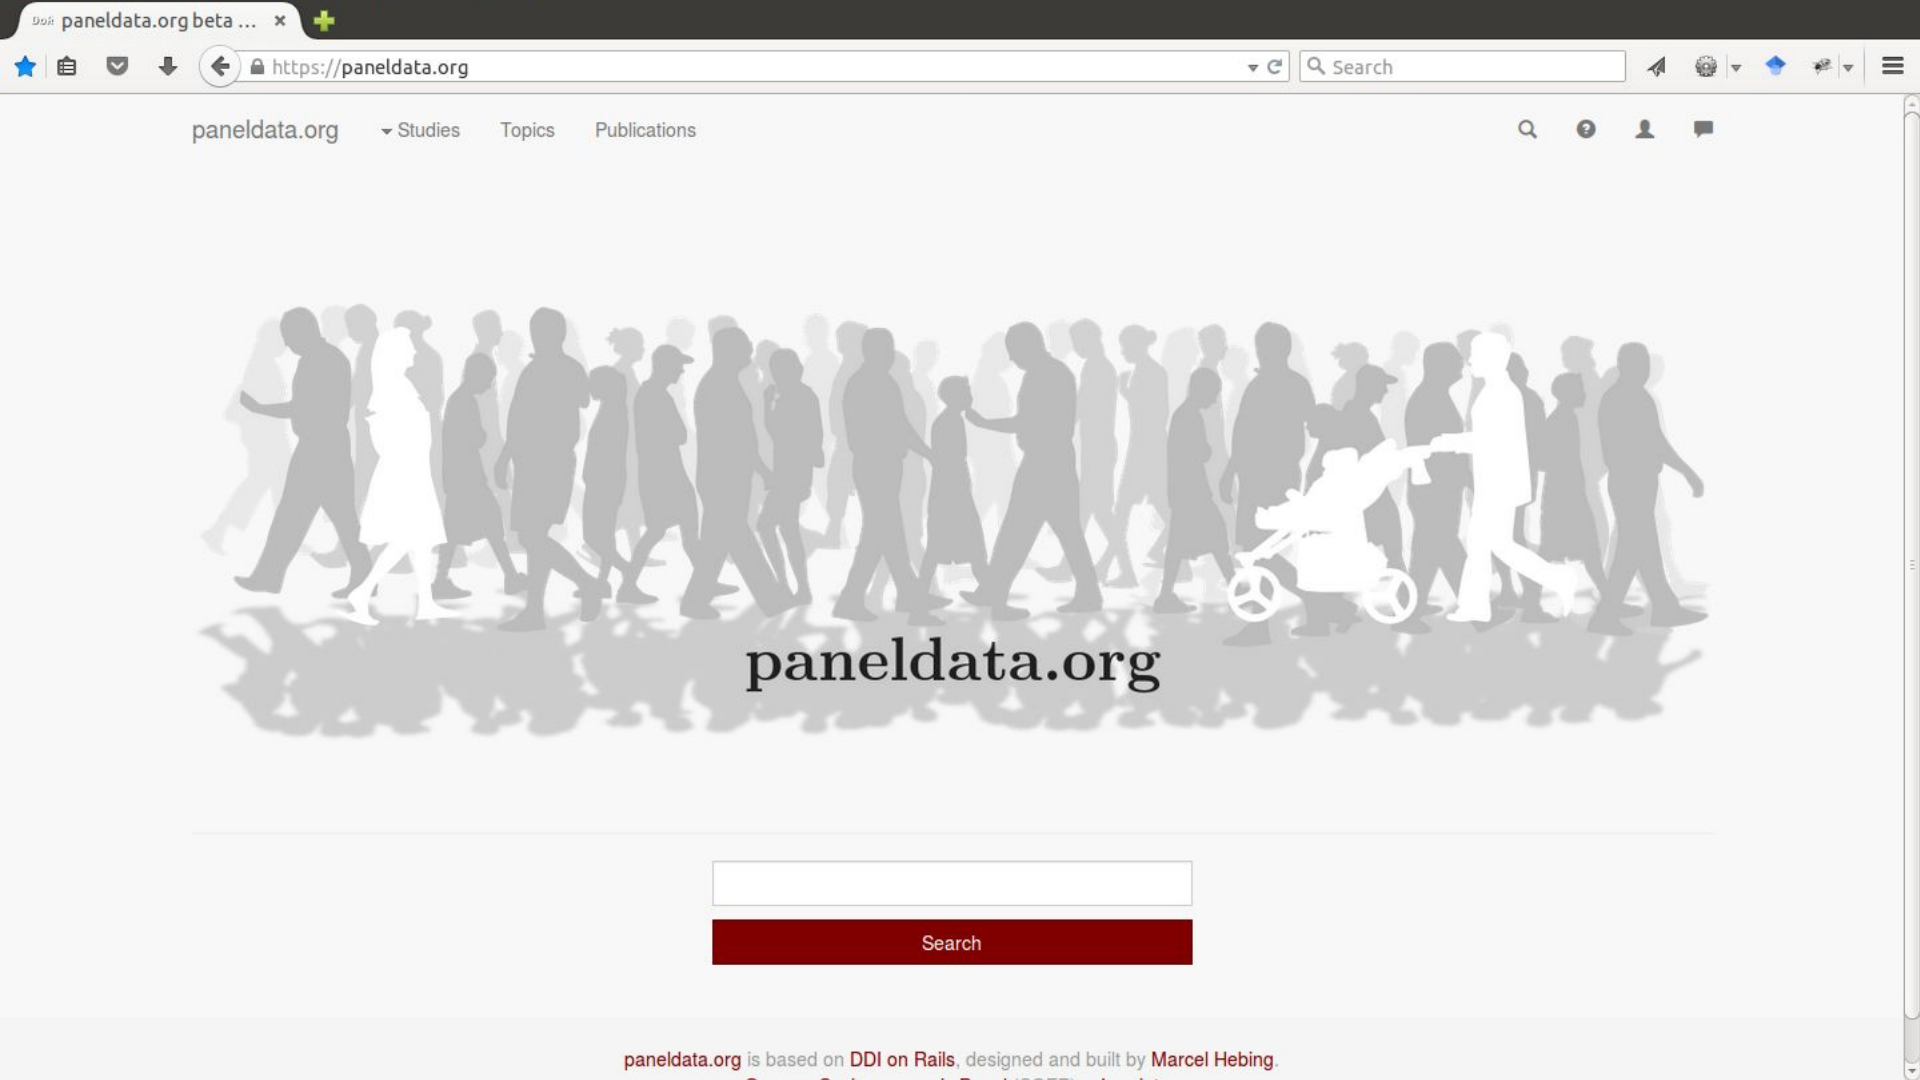 paneldata.org beta ...
https://paneldata.org
Search
paneldata.org Studies Topics Publications
paneldata.org
Search
paneldata.org is based on DDI on Rails, designed and built by Marcel Hebing.